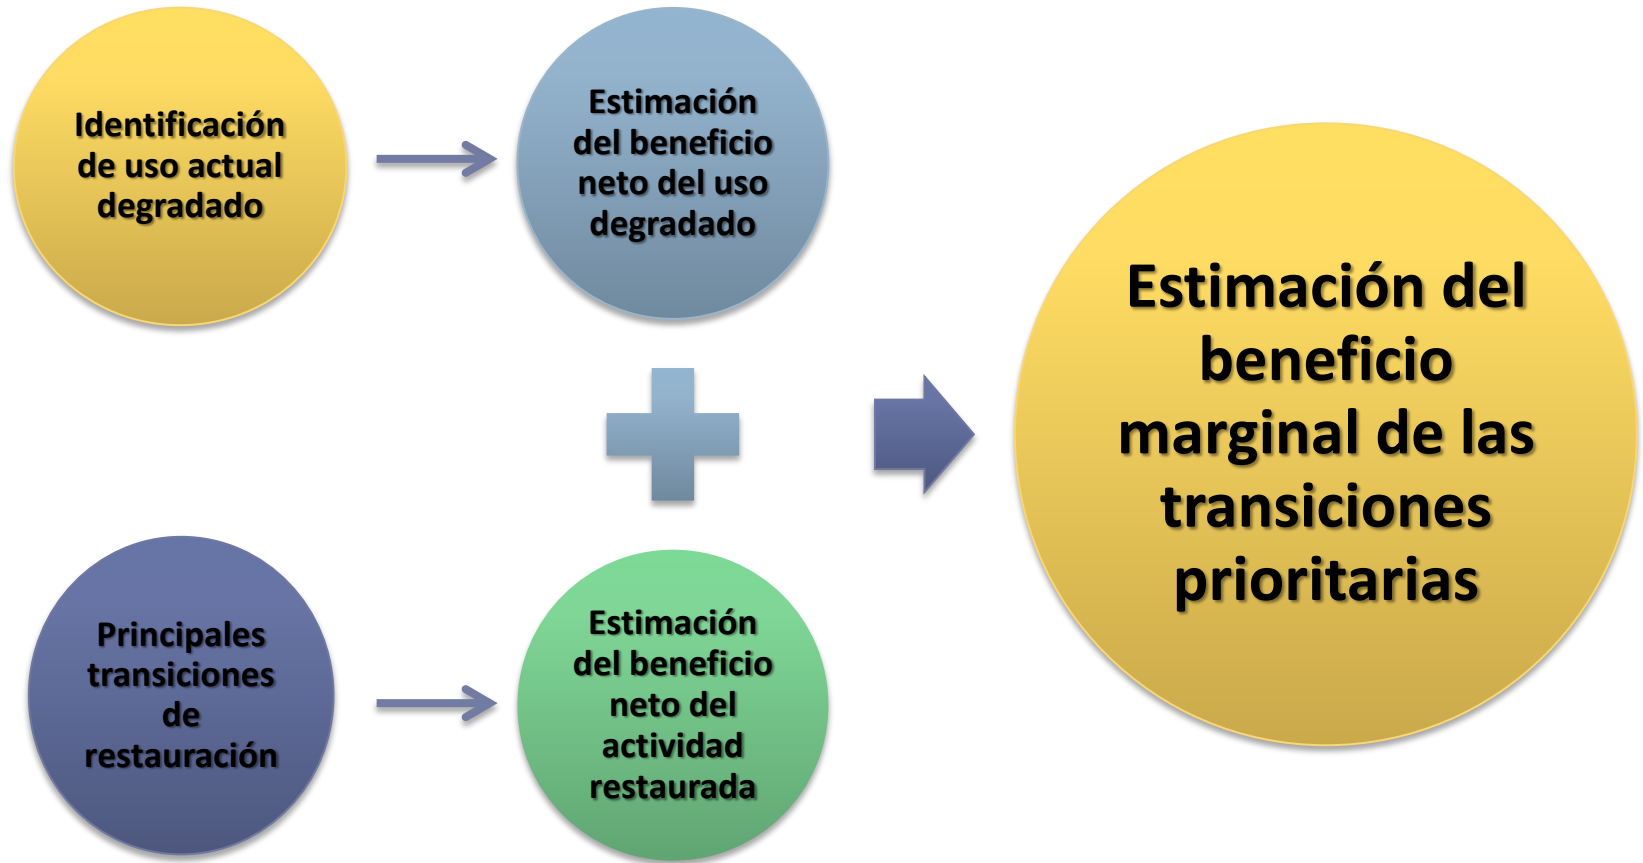 Identificación
de uso actual
degradado
Estimación
del beneficio
neto del uso
degradado
Principales
transiciones
de
restauración
Estimación
del beneficio
neto del
actividad
restaurada
Estimación del
beneficio
marginal de las
transiciones
prioritarias